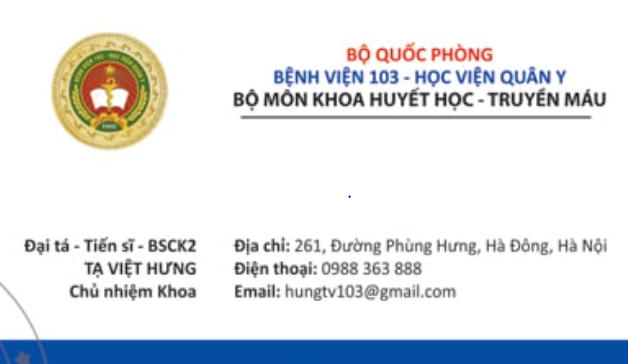 BỘ QUỐC PHÒNG
BỆNH VIỆN 103 - HỌC VIỆN QUÂN Y
BỘ MÔN KHOA HUYẾT HỌC - TRUYỀN MÁU
Đại tá - Tiến sĩ - BSCK2
TẠ VIỆT HƯNG
Chủ nhiệm Khoa
Địa chỉ: 261, Đường Phùng Hưng, Hà Đông, Hà Nội
Điện thoại: 0988 363 888
Email: hungtv103@gmail.com